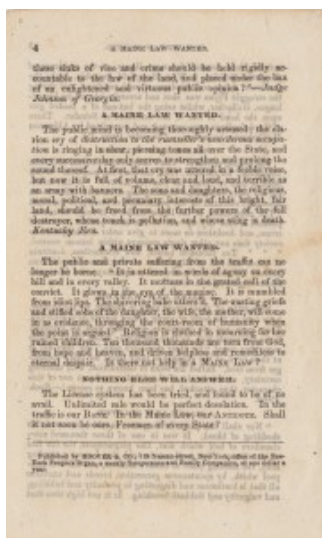 4 A MAINE LAW WANTED.
these sinks of vice and crime should be held rigidly ac-
countable to the law of the land, and placed under the ban
of an enlightened and virtuous public opinion?"—Judge
Johnson of Georgia.
A MAINE LAW WANTED.
The public mind is becoming thoroughly aroused: the cla-
rion cry of destruction to the rumseller's murderous occupa-
tion is ringing in clear, piercing tones all over the State, and
every successive day only serves to strengthen and prolong the
sound thereof. At first, that cry was uttered in a feeble voice,
but now it is full of volume, clear and loud, and terrible as
an army with banners. The sons and daughters, the religious,
moral, political, and pecuniary interests of this bright, fair
land, should be freed from the further powers of the fell
destroyer, whose touch is pollution, and whose sting is death.
Kentucky New.
A MAINE LAW WANTED.
The public and private suffering from the traffic can no
longer be borne. "It is uttered in words of agony on every
hill and in every valley. It mutters in the grated cell of the
convict. It glows in the eye of the maniac. It is mumbled
from idiot lips. The shivering babe utters it. The wasting griefs
and stifled sobs of the daughter, the wife, the mother, will come
in as evidence, thronging the court-room of humanity when
the point is argued." Religion is clothed in mourning for her
ruined children. Ten thousand thousands are torn from God,
from hope and heaven, and driven helpless and remediless to
eternal despair. Is there not help in a MAINE LAW?
NOTHING ELSE WILL ANSWER.
The License system has been tried, and found to be of no
avail. Unlimited sale would be perfect desolation. In the
traffic is our BANE. In the Maine Law, our ANTIDOTE. Shall
it not soon be ours, Freemen of every State?
Published by & CO., Nassau-street, New-York, office of the New-
York People's Organ, a weekly Temperance and Family Companion, at one dollar a
year.